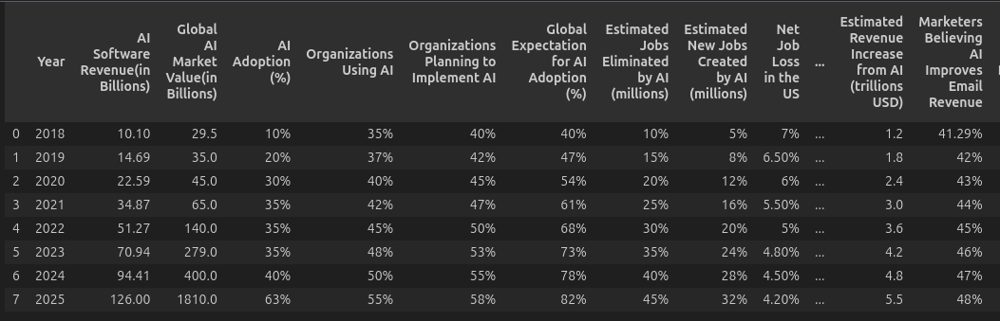 Year AI Software Revenue(in Billions) Global AI Market Value(in Billions) AI Adoption (%) Organizations Using AI Organizations Planning to Implement AI Global Expectation for AI Adoption (%) Estimated Jobs Eliminated by AI (millions) Estimated New Jobs Created by AI (millions) Net Job Loss in the US ... Estimated Revenue Increase from AI (trillions USD) Marketers Believing AI Improves Email Revenue
0 2018 10.10 29.5 10% 35% 40% 40% 10% 5% 7% ... 1.2 41.29%
1 2019 14.69 35.0 20% 37% 42% 47% 15% 8% 6.50% ... 1.8 42%
2 2020 22.59 45.0 30% 40% 45% 54% 20% 12% 6% ... 2.4 43%
3 2021 34.87 65.0 35% 42% 47% 61% 25% 16% 5.50% ... 3.0 44%
4 2022 51.27 140.0 35% 45% 50% 68% 30% 20% 5% ... 3.6 45%
5 2023 70.94 279.0 35% 48% 53% 73% 35% 24% 4.80% ... 4.2 46%
6 2024 94.41 400.0 40% 50% 55% 78% 40% 28% 4.50% ... 4.8 47%
7 2025 126.00 1810.0 63% 55% 58% 82% 45% 32% 4.20% ... 5.5 48%